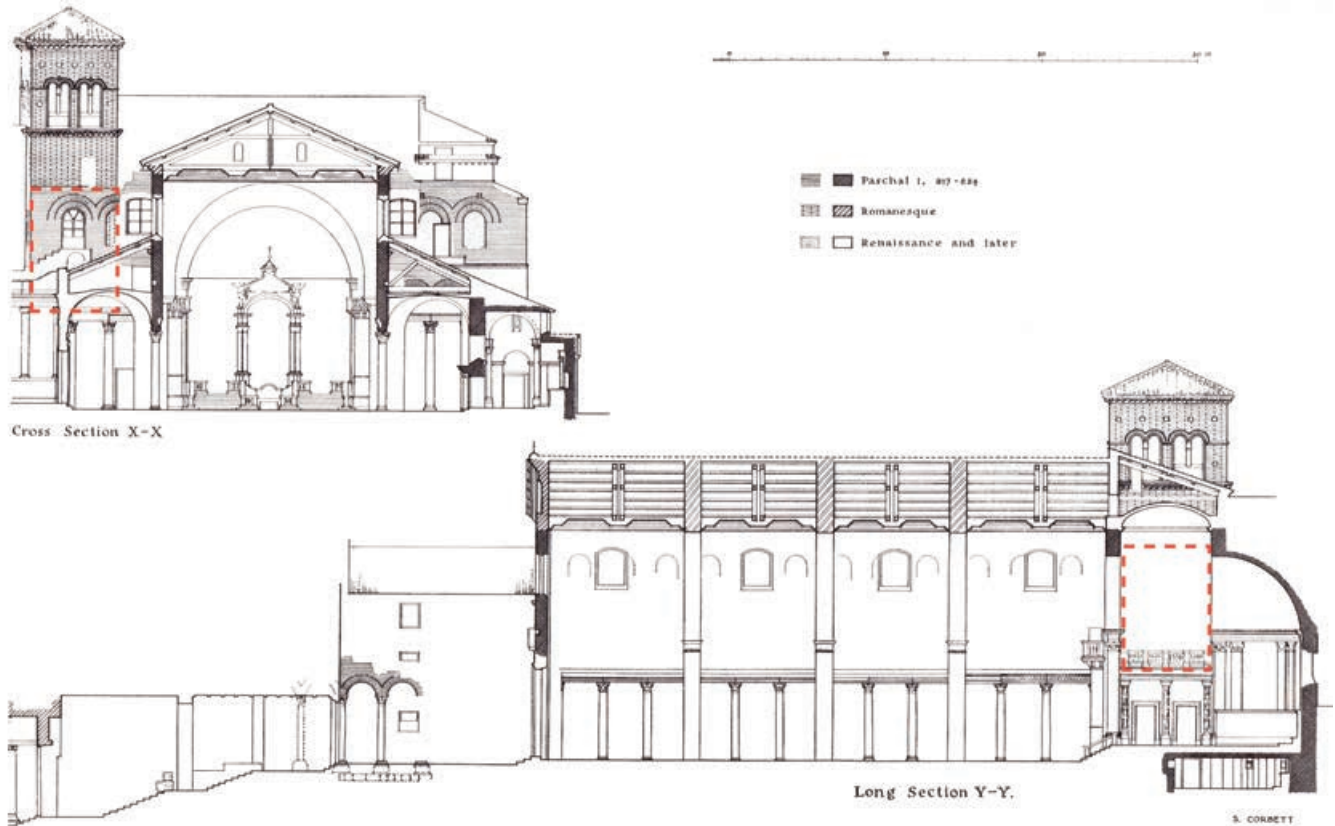 Paschal I, 817-824
Romanesque
Renaissance and later
Cross Section X-X
Long Section Y-Y.
S. CORBETT